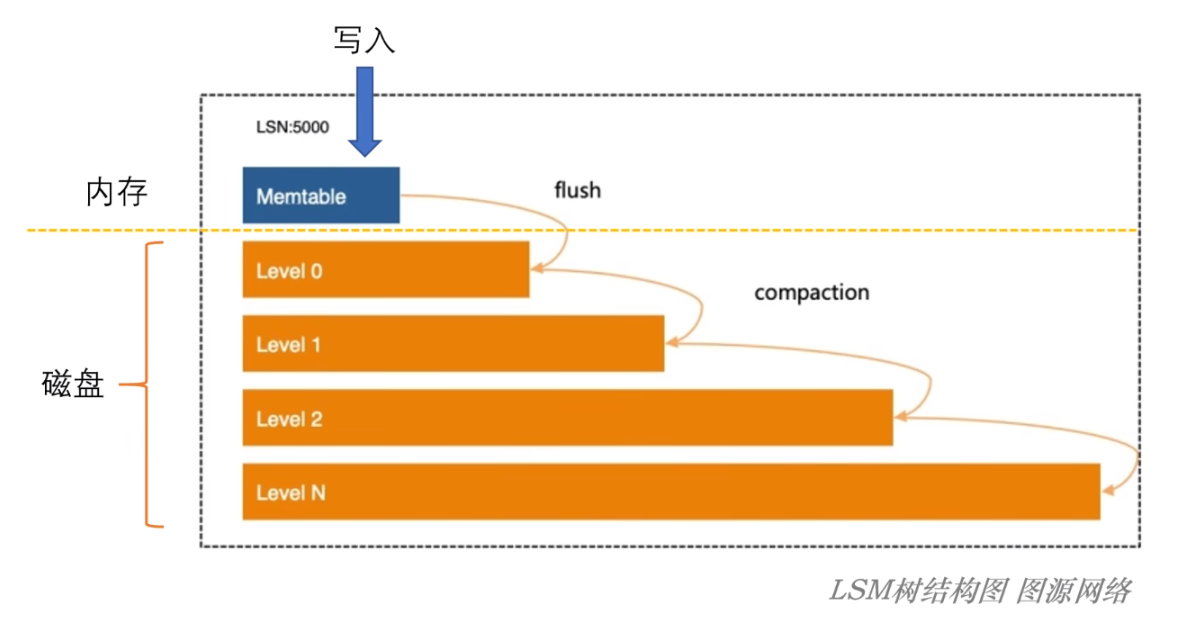 写入
LSN:5000
内存
Memtable
flush
Level 0
compaction
Level 1
磁盘
Level 2
Level N
LSM树结构图 图源网络